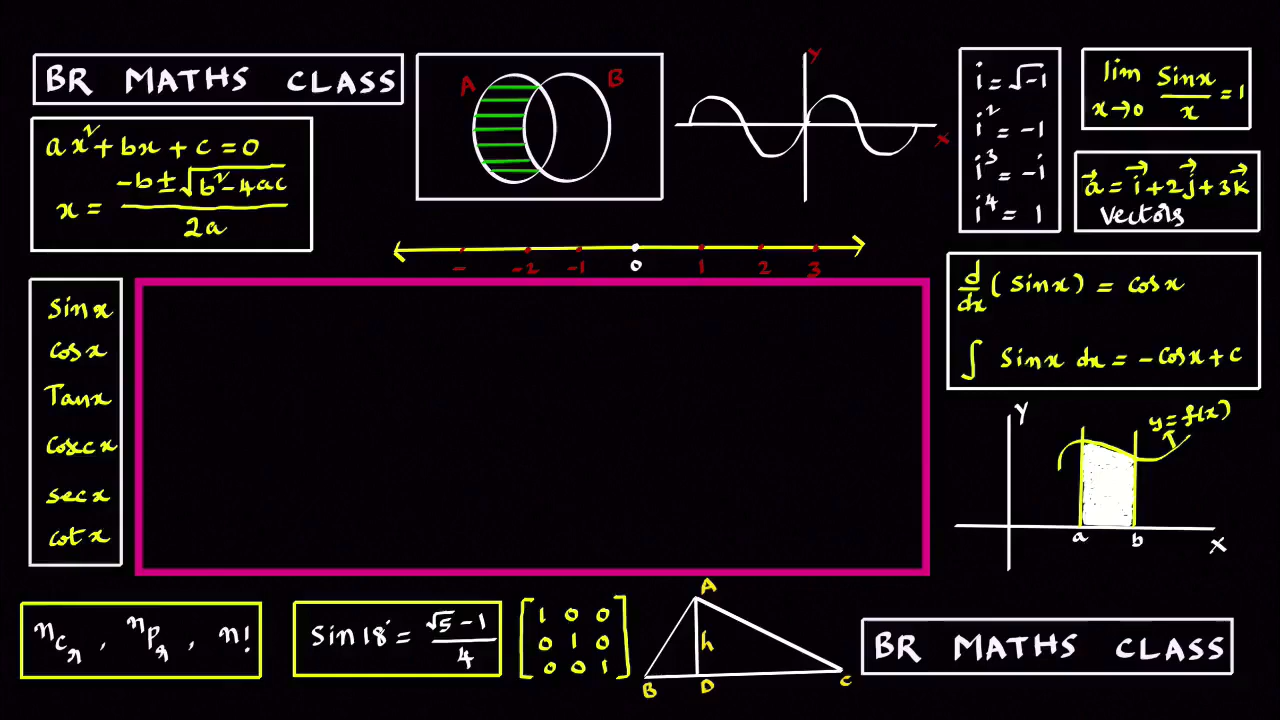 BR MATHS CLASS
ax² + bx + c = 0
x = (-b ± √(b² - 4ac)) / 2a
A B
Y
X
i = √-1
i² = -1
i³ = -i
i⁴ = 1
lim x→0 Sinx/x = 1
a⃗ = i⃗ + 2j⃗ + 3k⃗
Vectors
- -2 -1 0 1 2 3
d/dx (Sinx) = Cosx
∫ Sinx dx = -Cosx + c
Sinx
Cosx
Tanx
Cosecx
secx
cotx
Y
y = f(x)
a b
X
nCr , nPr , n!
Sin18° = (√5 - 1)/4
1 0 0
0 1 0
0 0 1
A
h
B D C
BR MATHS CLASS